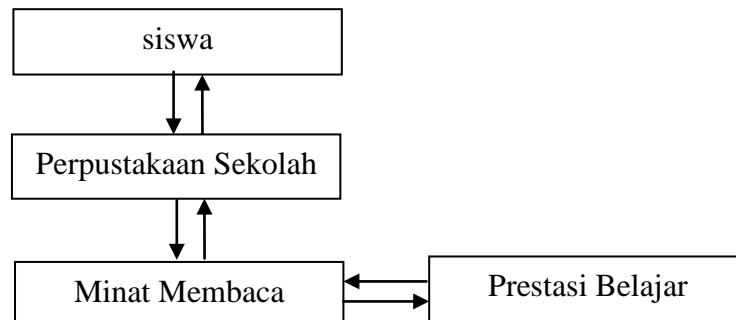 siswa
Perpustakaan Sekolah
Minat Membaca
Prestasi Belajar